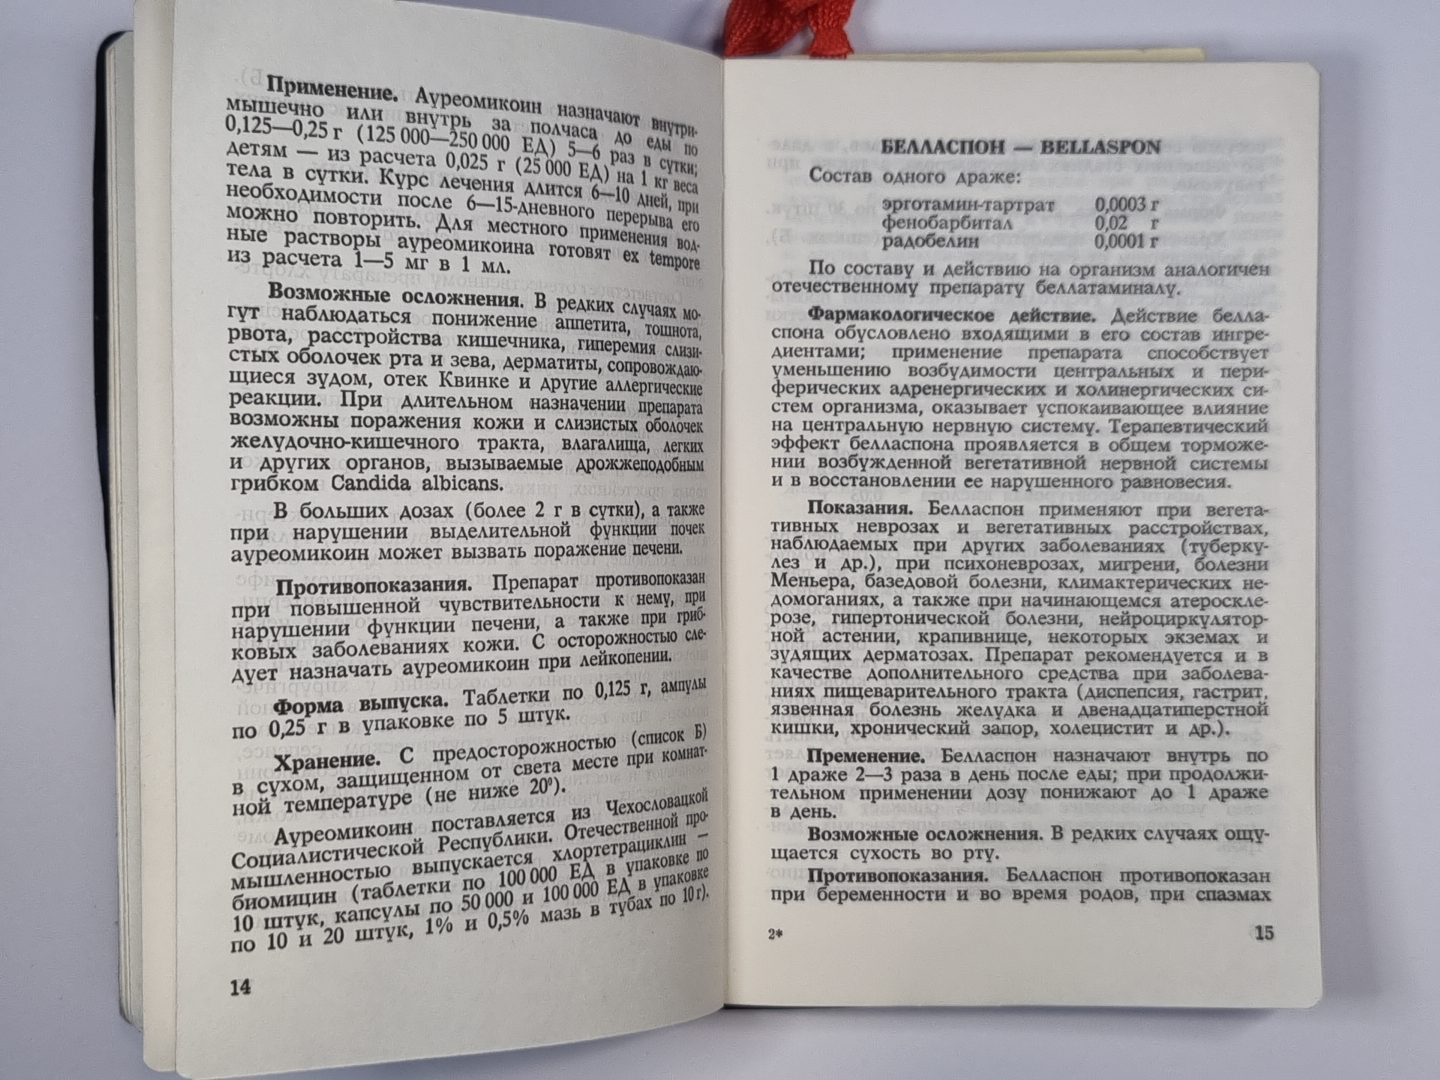 Применение. Ауреомикоин назначают внутри-
мышечно или внутрь за полчаса до еды по
0,125—0,25 г (125 000—250 000 ЕД) 5—6 раз в сутки;
детям — из расчета 0,025 г (25 000 ЕД) на 1 кг веса
тела в сутки. Курс лечения длится 6—10 дней, при
необходимости после 6—15-дневного перерыва его
можно повторить. Для местного применения вод-
ные растворы ауреомикоина готовят ex tempore
из расчета 1—5 мг в 1 мл.
Возможные осложнения. В редких случаях мо-
гут наблюдаться понижение аппетита, тошнота,
рвота, расстройства кишечника, гиперемия слизи-
стых оболочек рта и зева, дерматиты, сопровождаю-
щиеся зудом, отек Квинке и другие аллергические
реакции. При длительном назначении препарата
возможны поражения кожи и слизистых оболочек
желудочно-кишечного тракта, влагалища, легких
и других органов, вызываемые дрожжеподобным
грибком Candida albicans.
В больших дозах (более 2 г в сутки), а также
при нарушении выделительной функции почек
ауреомикоин может вызвать поражение печени.
Противопоказания. Препарат противопоказан
при повышенной чувствительности к нему, при
нарушении функции печени, а также при гриб-
ковых заболеваниях кожи. С осторожностью сле-
дует назначать ауреомикоин при лейкопении.
Форма выпуска. Таблетки по 0,125 г, ампулы
по 0,25 г в упаковке по 5 штук.
Хранение. С предосторожностью (список Б)
в сухом, защищенном от света месте при комнат-
ной температуре (не ниже 20°).
Ауреомикоин поставляется из Чехословацкой
Социалистической Республики. Отечественной про-
мышленностью выпускается хлортетрациклин —
биомицин (таблетки по 100 000 ЕД в упаковке по
10 штук, капсулы по 50 000 и 100 000 ЕД в упаковке
по 10 и 20 штук, 1% и 0,5% мазь в тубах по 10 г).
14
БЕЛЛАСПОН — BELLASPON
Состав одного драже:
эрготамин-тартрат 0,0003 г
фенобарбитал 0,02 г
радобелин 0,0001 г
По составу и действию на организм аналогичен
отечественному препарату беллатаминалу.
Фармакологическое действие. Действие белла-
спона обусловлено входящими в его состав ингре-
диентами; применение препарата способствует
уменьшению возбудимости центральных и пери-
ферических адренергических и холинергических си-
стем организма, оказывает успокаивающее влияние
на центральную нервную систему. Терапевтический
эффект белласпона проявляется в общем торможе-
нии возбужденной вегетативной нервной системы
и в восстановлении ее нарушенного равновесия.
Показания. Белласпон применяют при вегета-
тивных неврозах и вегетативных расстройствах,
наблюдаемых при других заболеваниях (туберку-
лез и др.), при психоневрозах, мигрени, болезни
Меньера, базедовой болезни, климактерических не-
домоганиях, а также при начинающемся атероскле-
розе, гипертонической болезни, нейроциркулятор-
ной астении, крапивнице, некоторых экземах и
зудящих дерматозах. Препарат рекомендуется и в
качестве дополнительного средства при заболева-
ниях пищеварительного тракта (диспепсия, гастрит,
язвенная болезнь желудка и двенадцатиперстной
кишки, хронический запор, холецистит и др.).
Пременение. Белласпон назначают внутрь по
1 драже 2—3 раза в день после еды; при продолжи-
тельном применении дозу понижают до 1 драже
в день.
Возможные осложнения. В редких случаях ощу-
щается сухость во рту.
Противопоказания. Белласпон противопоказан
при беременности и во время родов, при спазмах
2*
15